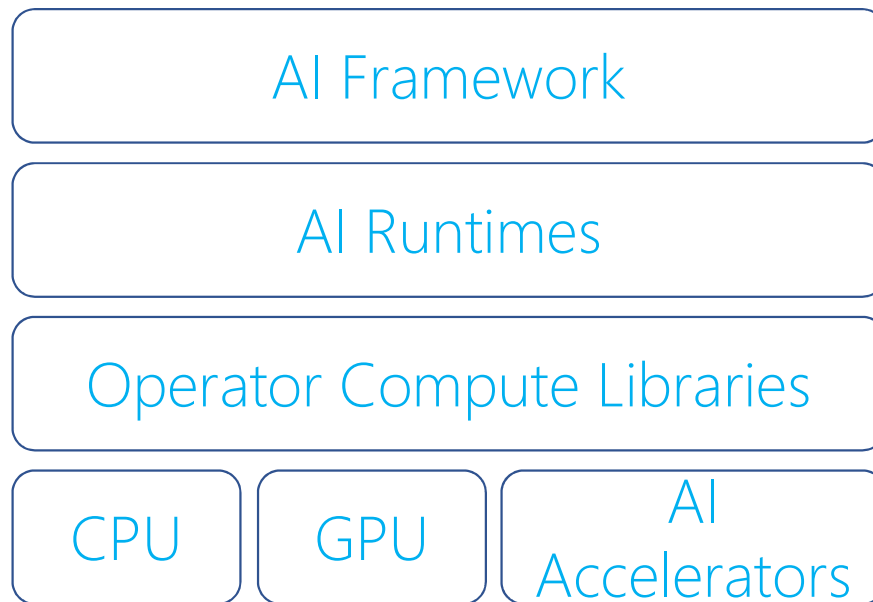 AI Framework
AI Runtimes
Operator Compute Libraries
CPU
GPU
AI
Accelerators